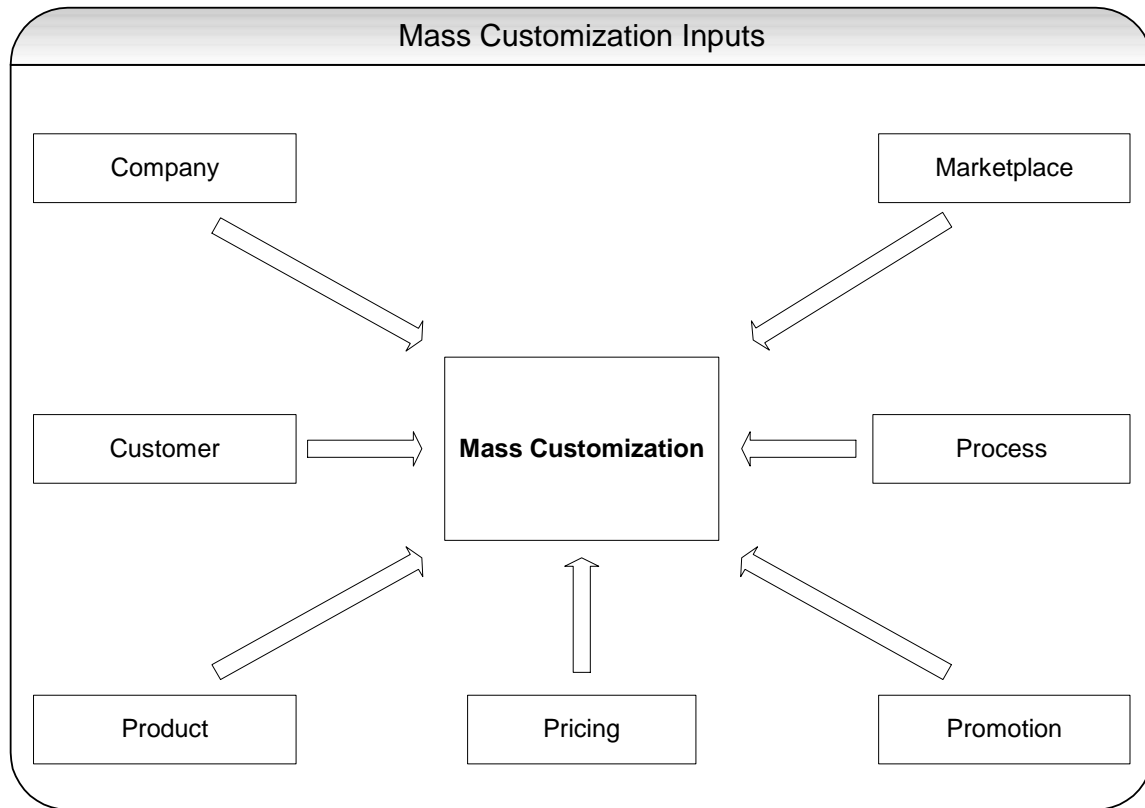 Mass Customization Inputs
Company
Marketplace
Customer
Mass Customization
Process
Product
Pricing
Promotion